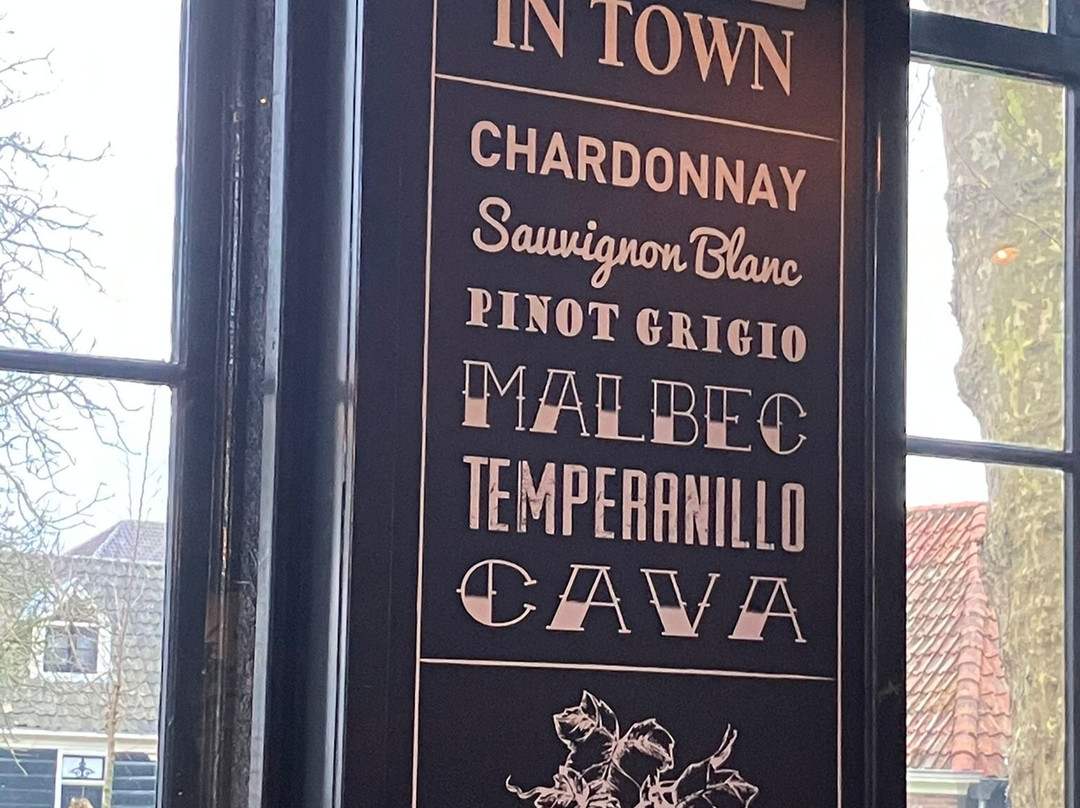 IN TOWN
CHARDONNAY
Sauvignon Blanc
PINOT GRIGIO
MALBEC
TEMPERANILLO
CAVA